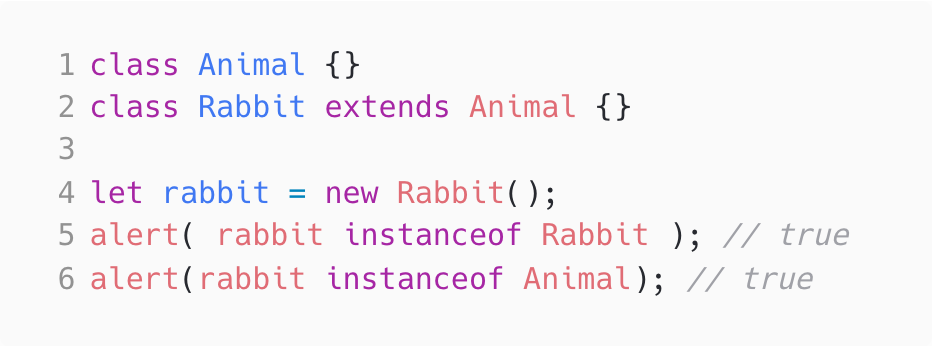 1 class Animal {}
2 class Rabbit extends Animal {}
3
4 let rabbit = new Rabbit();
5 alert( rabbit instanceof Rabbit ); // true
6 alert(rabbit instanceof Animal); // true